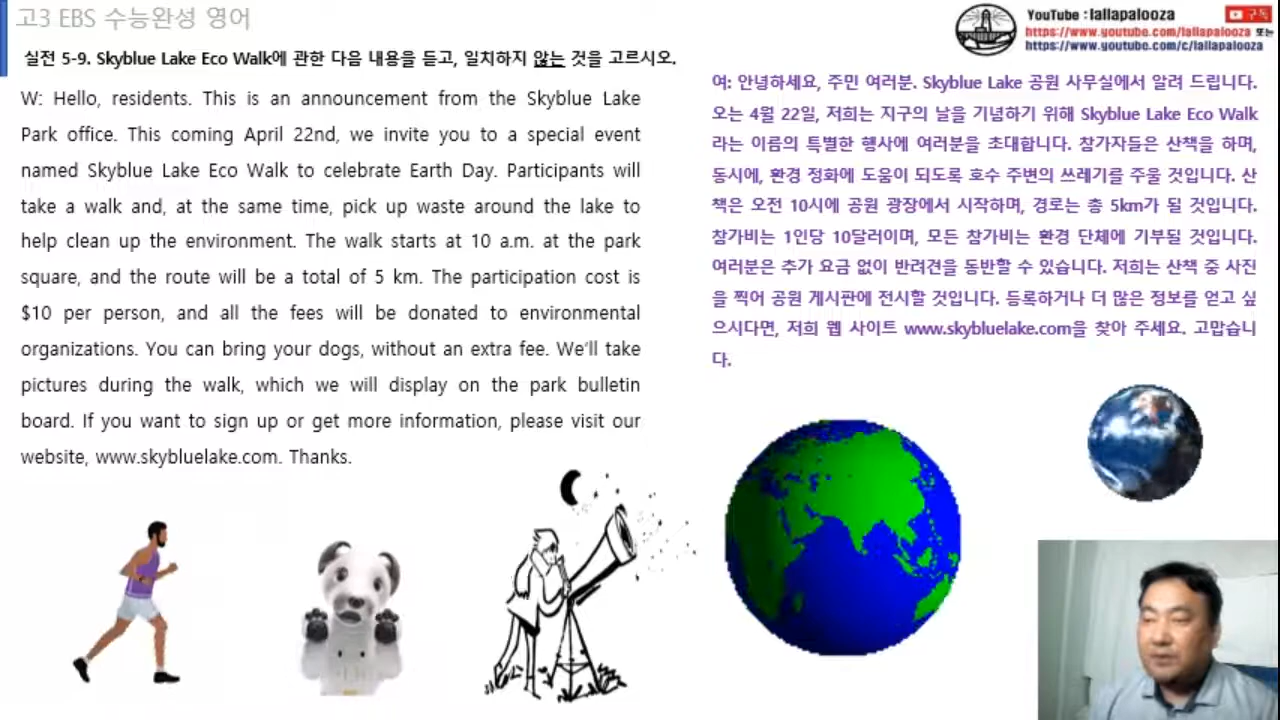 고3 EBS 수능완성 영어
실전 5-9. Skyblue Lake Eco Walk에 관한 다음 내용을 듣고, 일치하지 않는 것을 고르시오.
W: Hello, residents. This is an announcement from the Skyblue Lake
Park office. This coming April 22nd, we invite you to a special event
named Skyblue Lake Eco Walk to celebrate Earth Day. Participants will
take a walk and, at the same time, pick up waste around the lake to
help clean up the environment. The walk starts at 10 a.m. at the park
square, and the route will be a total of 5 km. The participation cost is
$10 per person, and all the fees will be donated to environmental
organizations. You can bring your dogs, without an extra fee. We'll take
pictures during the walk, which we will display on the park bulletin
board. If you want to sign up or get more information, please visit our
website, www.skybluelake.com. Thanks.
YouTube : lallapalooza
구독
https://www.youtube.com/lallapalooza 또는
https://www.youtube.com/c/lallapalooza
여: 안녕하세요, 주민 여러분. Skyblue Lake 공원 사무실에서 알려 드립니다.
오는 4월 22일, 저희는 지구의 날을 기념하기 위해 Skyblue Lake Eco Walk
라는 이름의 특별한 행사에 여러분을 초대합니다. 참가자들은 산책을 하며,
동시에, 환경 정화에 도움이 되도록 호수 주변의 쓰레기를 주울 것입니다. 산
책은 오전 10시에 공원 광장에서 시작하며, 경로는 총 5km가 될 것입니다.
참가비는 1인당 10달러이며, 모든 참가비는 환경 단체에 기부될 것입니다.
여러분은 추가 요금 없이 반려견을 동반할 수 있습니다. 저희는 산책 중 사진
을 찍어 공원 게시판에 전시할 것입니다. 등록하거나 더 많은 정보를 얻고 싶
으시다면, 저희 웹 사이트 www.skybluelake.com을 찾아 주세요. 고맙습니
다.